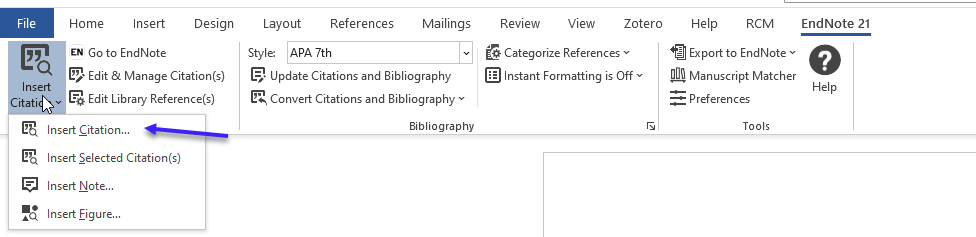 File Home Insert Design Layout References Mailings Review View Zotero Help RCM EndNote 21
Insert
Citation
EN Go to EndNote
Edit & Manage Citation(s)
Edit Library Reference(s)
Style: APA 7th
Update Citations and Bibliography
Convert Citations and Bibliography
Categorize References
Instant Formatting is Off
Bibliography
Export to EndNote
Manuscript Matcher
Preferences
Help
Tools
Insert Citation...
Insert Selected Citation(s)
Insert Note...
Insert Figure...